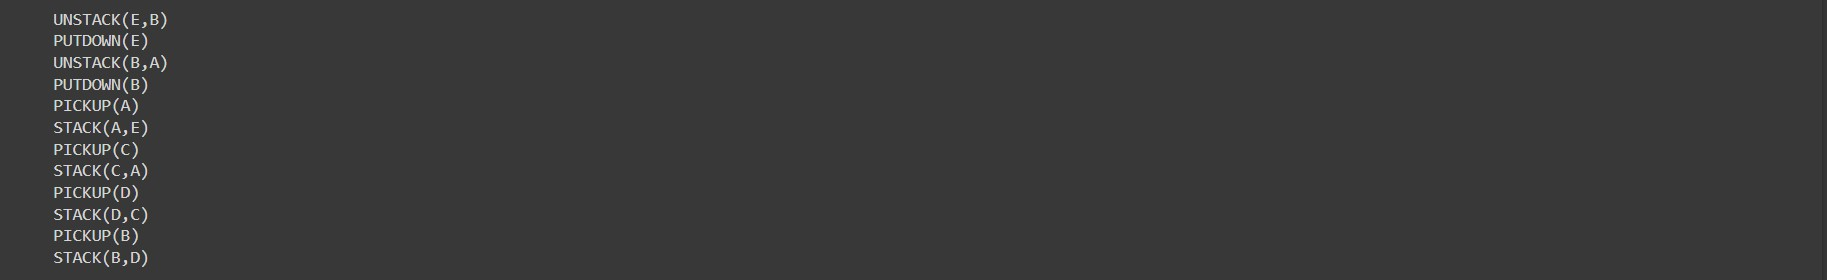 UNSTACK(E,B)
PUTDOWN(E)
UNSTACK(B,A)
PUTDOWN(B)
PICKUP(A)
STACK(A,E)
PICKUP(C)
STACK(C,A)
PICKUP(D)
STACK(D,C)
PICKUP(B)
STACK(B,D)